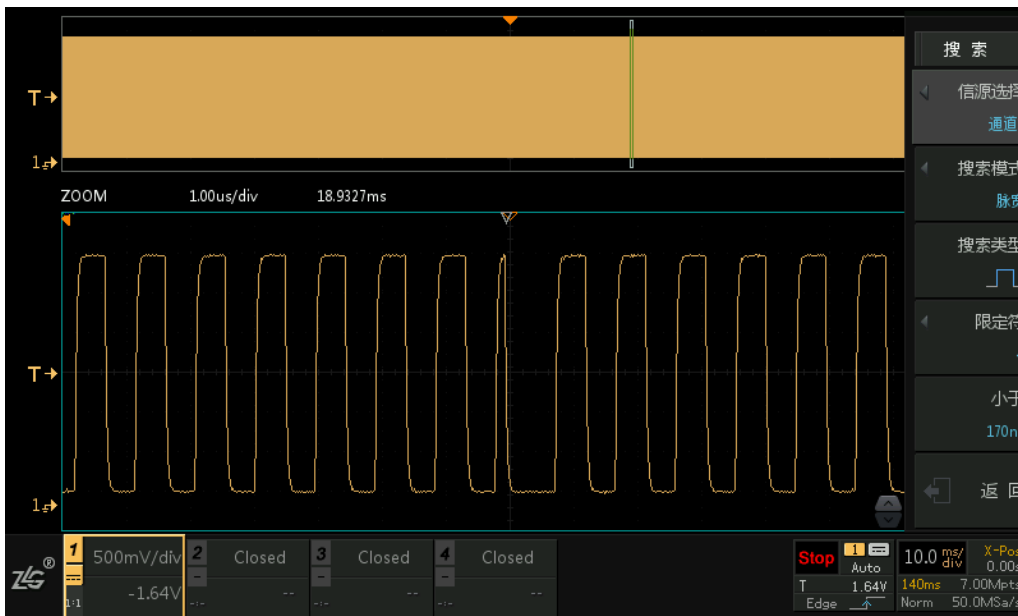 搜 索
T
信源选择
通道
1
搜索模式
脉宽
ZOOM 1.00us/div 18.9327ms
搜索类型
限定符
T
小于
170n
返 回
1
ZLG®
1 500mV/div 2 Closed 3 Closed 4 Closed
-1.64V -- -- --
1:1 -:- -:- -:-
Stop 1 Auto 10.0 ms/div X-Pos 0.00s
T 1.64V 140ms 7.00Mpts
Edge Norm 50.0MSa/s